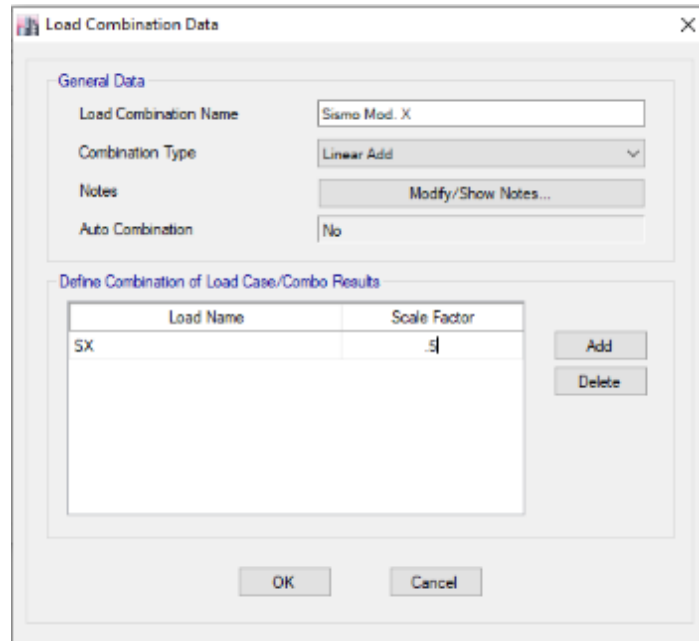 Load Combination Data
General Data
Load Combination Name Sismo Mod. X
Combination Type Linear Add
Notes Modify/Show Notes...
Auto Combination No
Define Combination of Load Case/Combo Results
Load Name Scale Factor
SX .5
Add
Delete
OK Cancel